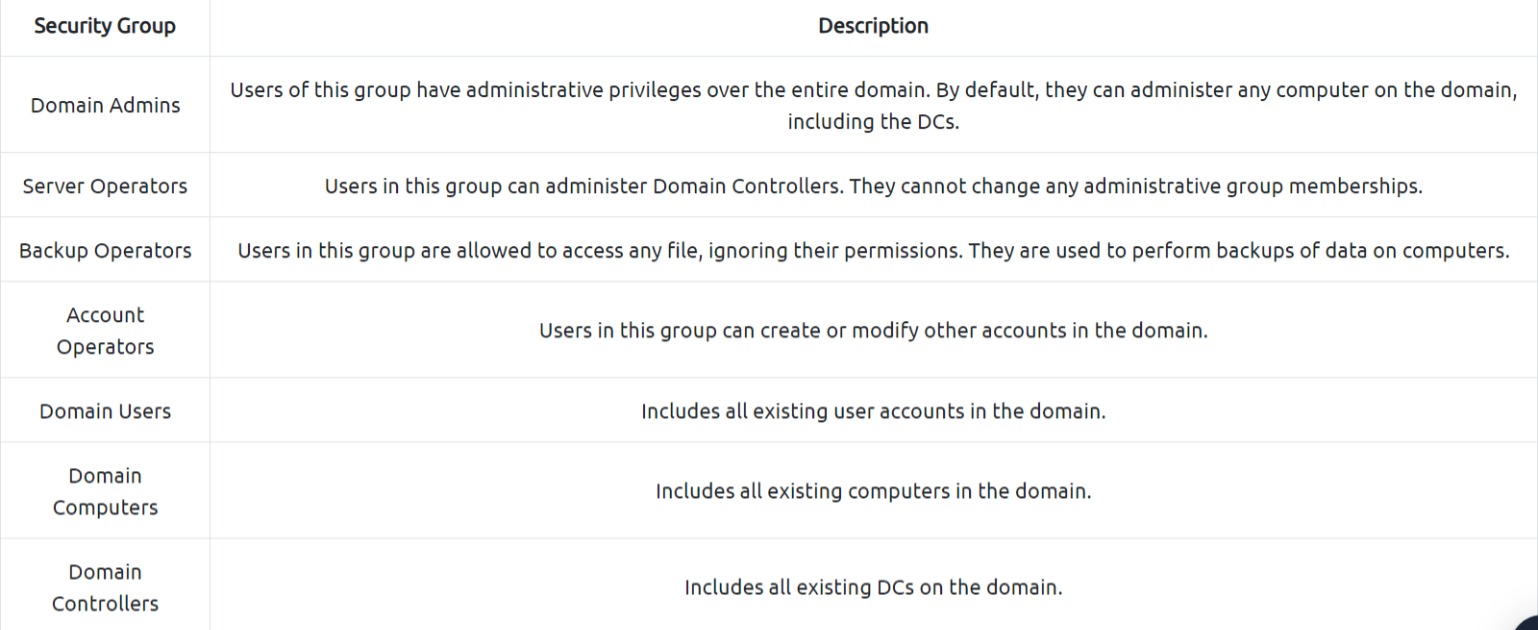 Security Group Description
Domain Admins
Users of this group have administrative privileges over the entire domain. By default, they can administer any computer on the domain,
including the DCs.
Server Operators
Users in this group can administer Domain Controllers. They cannot change any administrative group memberships.
Backup Operators
Users in this group are allowed to access any file, ignoring their permissions. They are used to perform backups of data on computers.
Account
Operators
Users in this group can create or modify other accounts in the domain.
Domain Users
Includes all existing user accounts in the domain.
Domain
Computers
Includes all existing computers in the domain.
Domain
Controllers
Includes all existing DCs on the domain.